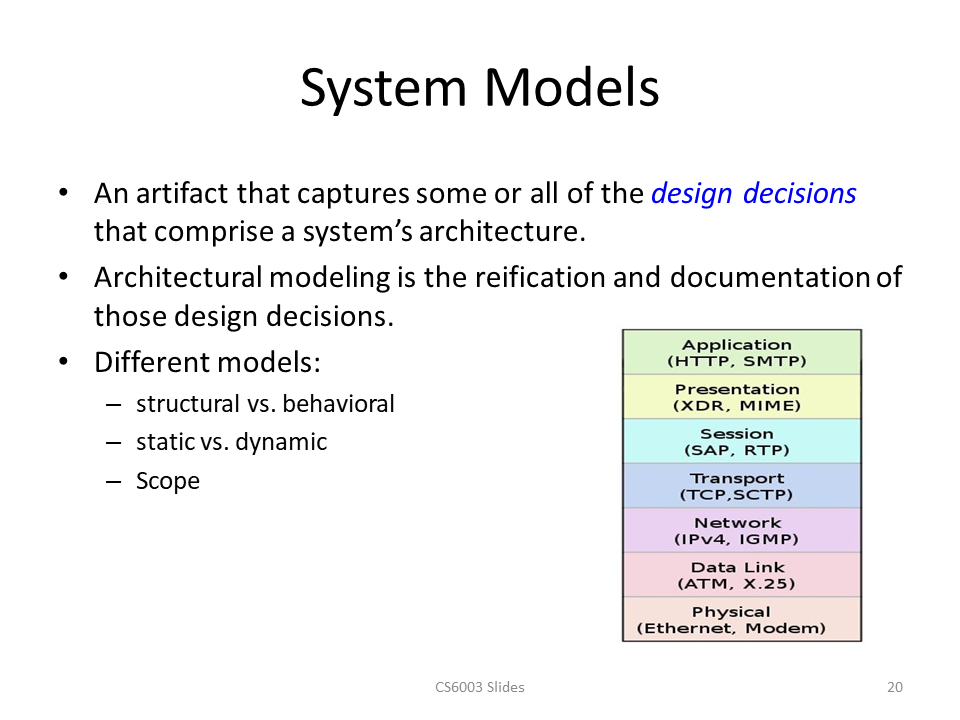 System Models
• An artifact that captures some or all of the design decisions
that comprise a system’s architecture.
• Architectural modeling is the reification and documentation of
those design decisions.
• Different models:
– structural vs. behavioral
– static vs. dynamic
– Scope
Application
(HTTP, SMTP)
Presentation
(XDR, MIME)
Session
(SAP, RTP)
Transport
(TCP,SCTP)
Network
(IPv4, IGMP)
Data Link
(ATM, X.25)
Physical
(Ethernet, Modem)
CS6003 Slides
20